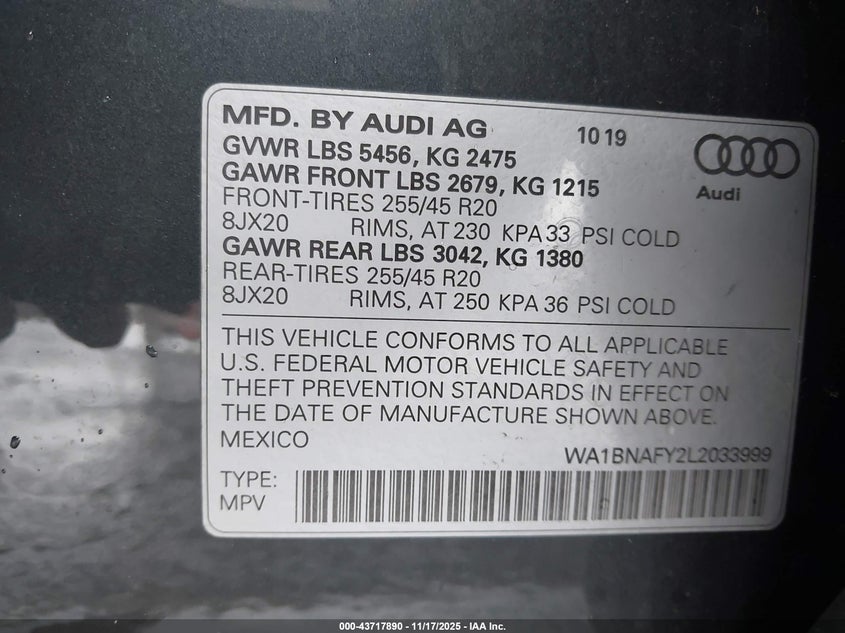 MFD. BY AUDI AG
10 19
GVWR LBS 5456, KG 2475
GAWR FRONT LBS 2679, KG 1215
FRONT-TIRES 255/45 R20
8JX20 RIMS, AT 230 KPA 33 PSI COLD
GAWR REAR LBS 3042, KG 1380
REAR-TIRES 255/45 R20
8JX20 RIMS, AT 250 KPA 36 PSI COLD
Audi
THIS VEHICLE CONFORMS TO ALL APPLICABLE
U.S. FEDERAL MOTOR VEHICLE SAFETY AND
THEFT PREVENTION STANDARDS IN EFFECT ON
THE DATE OF MANUFACTURE SHOWN ABOVE.
MEXICO
WA1BNAFY2L2033999
TYPE:
MPV
000-43717890 - 11/17/2025 - IAA Inc.